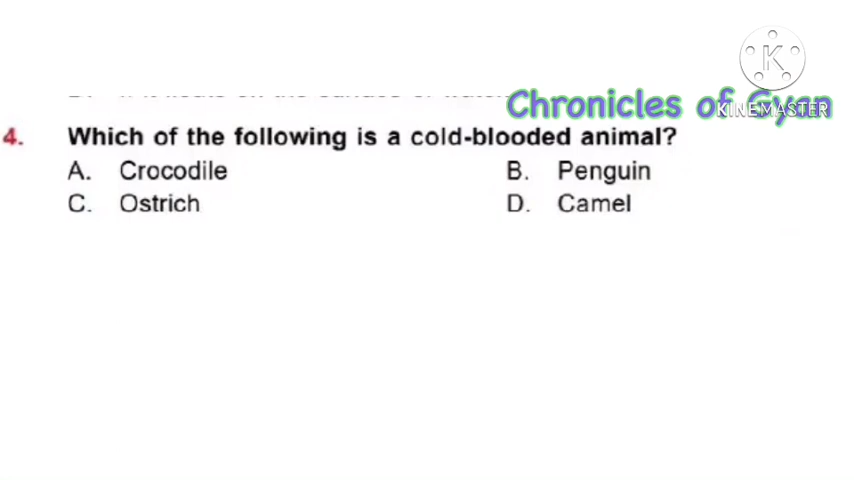 Chronicles of Gyan
K
KINEMASTER
4. Which of the following is a cold-blooded animal?
A. Crocodile B. Penguin
C. Ostrich D. Camel